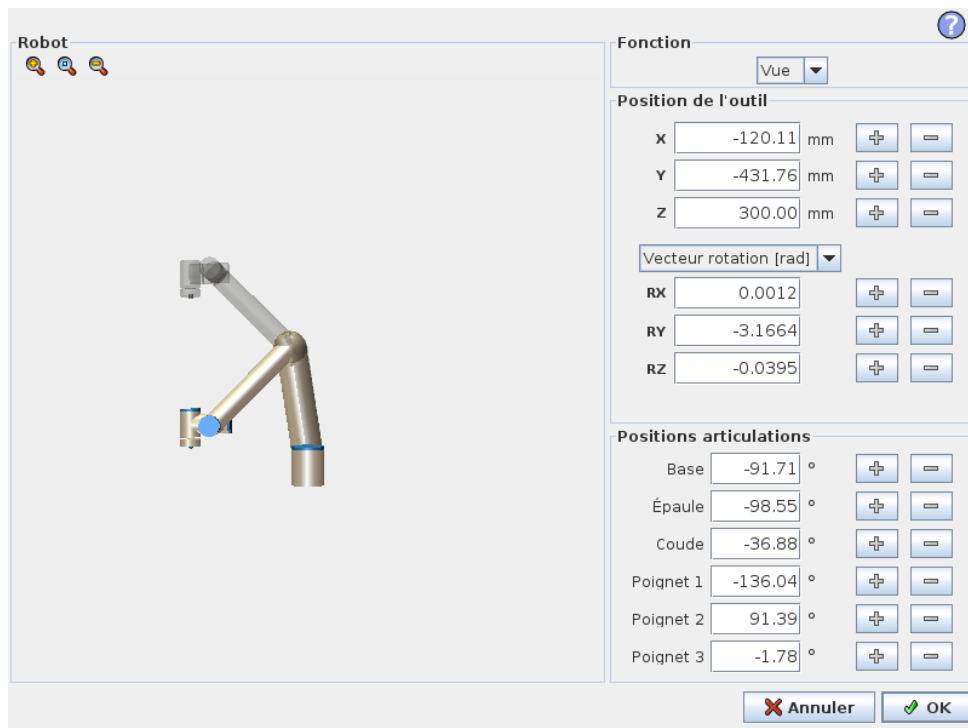 Robot
Fonction
Vue
Position de l'outil
X -120.11 mm
Y -431.76 mm
Z 300.00 mm
Vecteur rotation [rad]
RX 0.0012
RY -3.1664
RZ -0.0395
Positions articulations
Base -91.71 °
Épaule -98.55 °
Coude -36.88 °
Poignet 1 -136.04 °
Poignet 2 91.39 °
Poignet 3 -1.78 °
Annuler OK